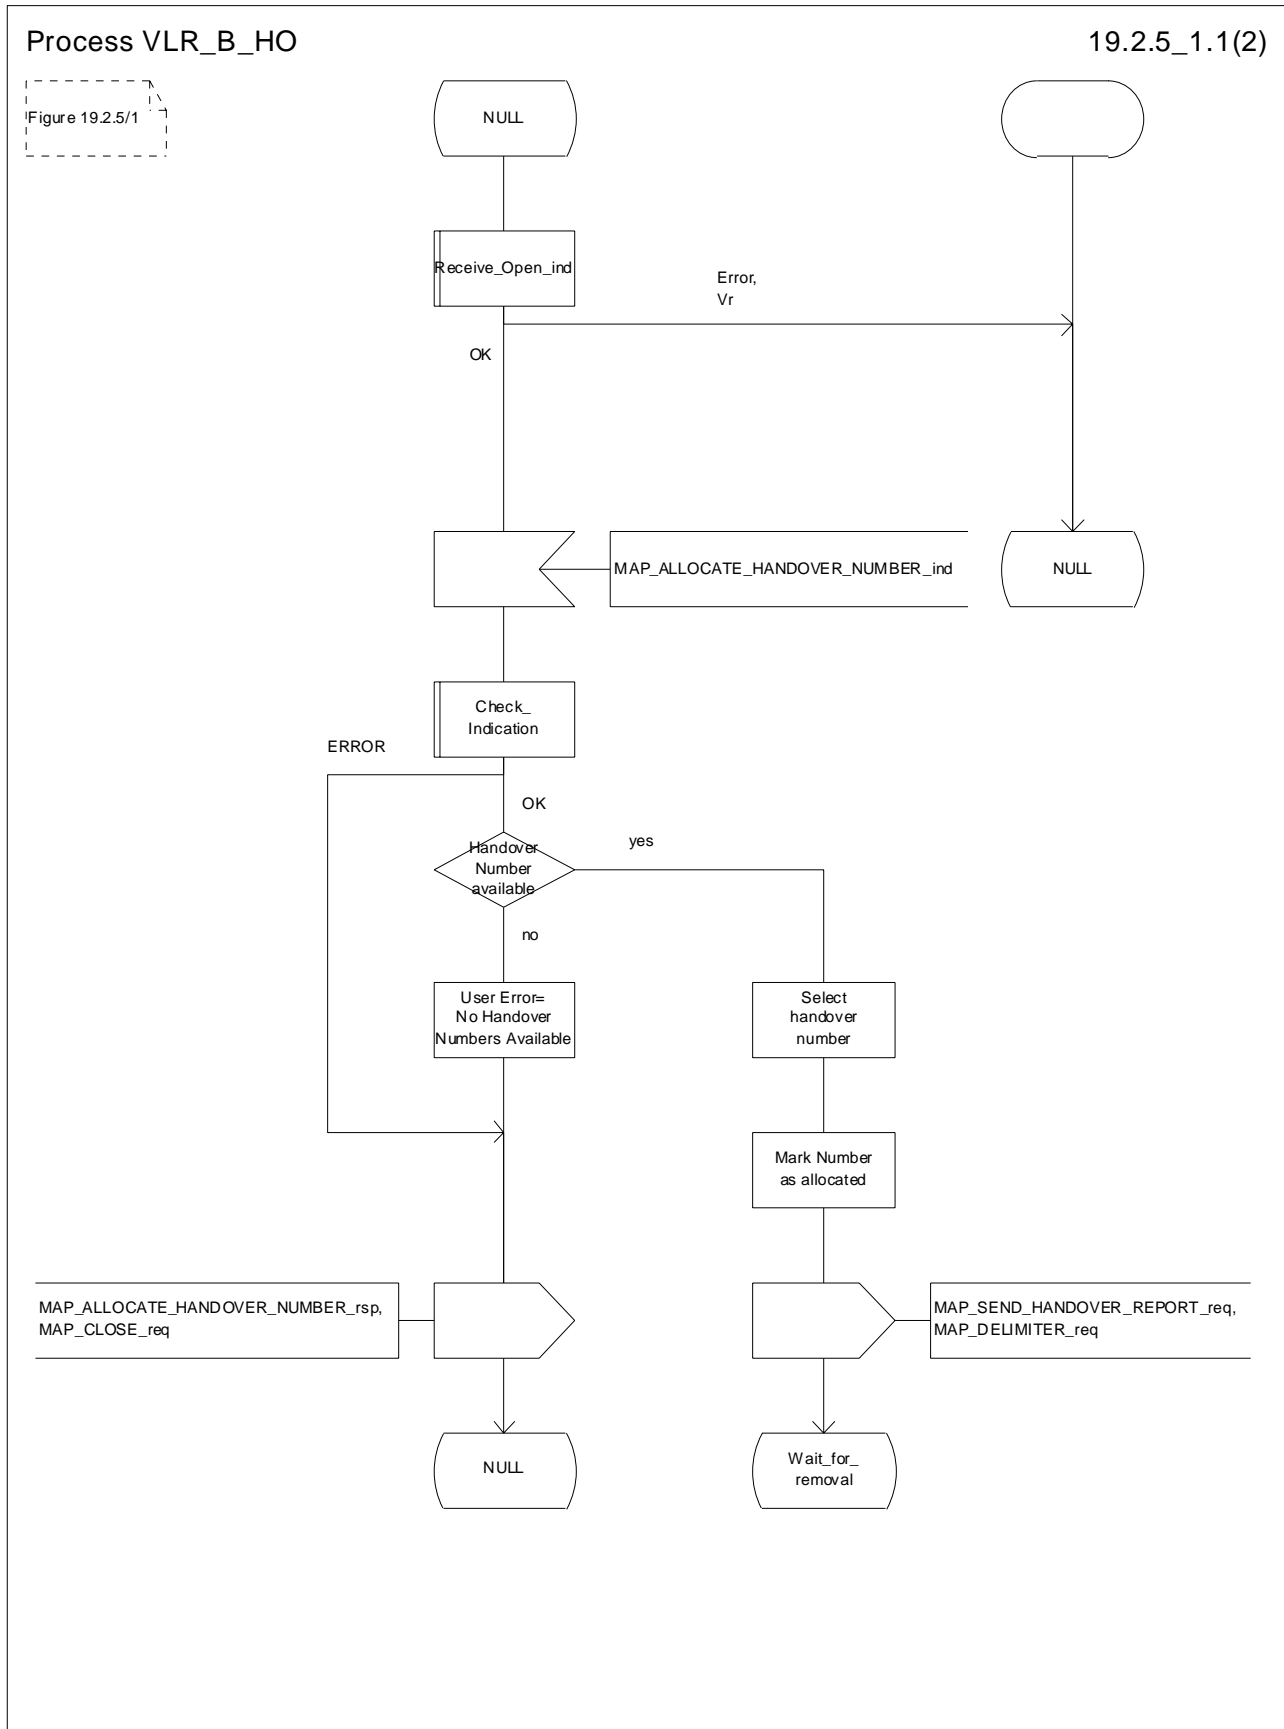 Process VLR_B_HO
19.2.5_1.1(2)
Figure 19.2.5/1
NULL
Receive_Open_ind
Error,
Vr
OK
MAP_ALLOCATE_HANDOVER_NUMBER_ind
NULL
Check_
Indication
ERROR
OK
Handover
Number
available
yes
no
User Error=
No Handover
Numbers Available
Select
handover
number
Mark Number
as allocated
MAP_ALLOCATE_HANDOVER_NUMBER_rsp,
MAP_CLOSE_req
MAP_SEND_HANDOVER_REPORT_req,
MAP_DELIMITER_req
NULL
Wait_for_
removal